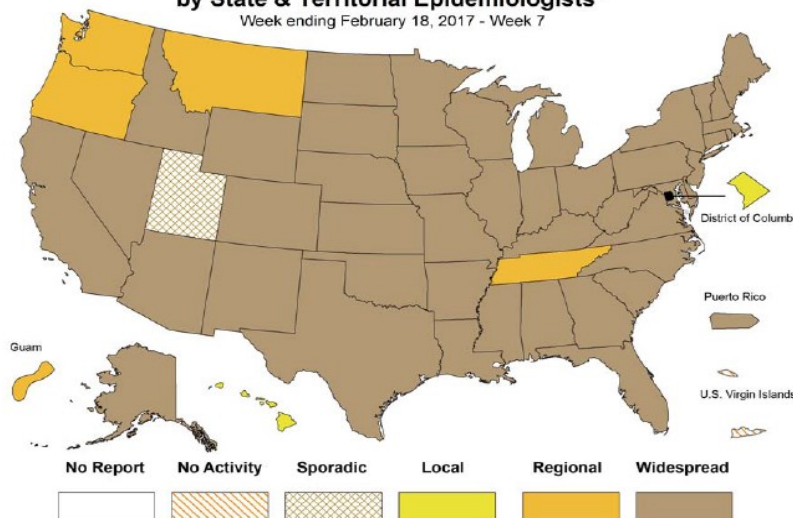 by State & Territorial Epidemiologists
Week ending February 18, 2017 - Week 7
District of Columb
Puerto Rico
Guam
U.S. Virgin Islands
No Report
No Activity
Sporadic
Local
Regional
Widespread